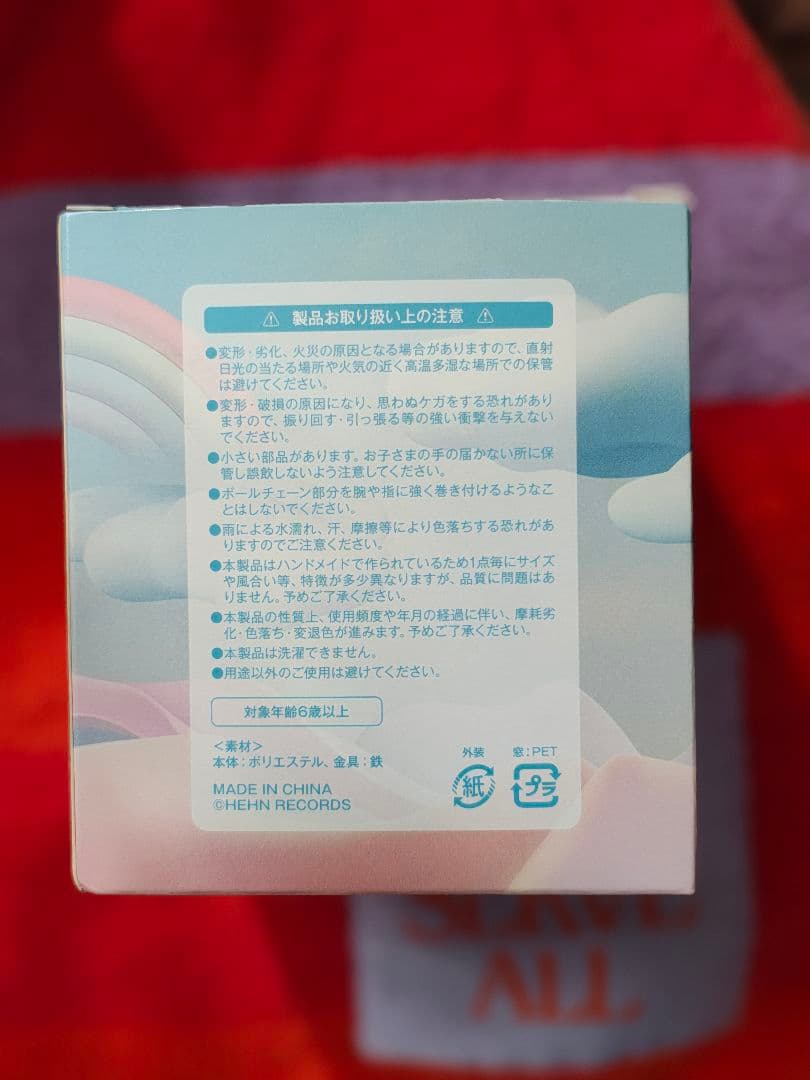 ⚠ 製品お取り扱い上の注意 ⚠
●変形・劣化、火災の原因となる場合がありますので、直射
日光の当たる場所や火気の近く高温多湿な場所での保管
は避けてください。
●変形・破損の原因になり、思わぬケガをする恐れがあり
ますので、振り回す・引っ張る等の強い衝撃を与えない
でください。
●小さい部品があります。お子さまの手の届かない所に保
管し誤飲しないよう注意してください。
●ボールチェーン部分を腕や指に強く巻き付けるようなこ
とはしないでください。
●雨による水濡れ、汗、摩擦等により色落ちする恐れがあ
りますのでご注意ください。
●本製品はハンドメイドで作られているため1点毎にサイズ
や風合い等、特徴が多少異なりますが、品質に問題はあ
りません。予めご了承ください。
●本製品の性質上、使用頻度や年月の経過に伴い、摩耗劣
化・色落ち・変退色が進みます。予めご了承ください。
●本製品は洗濯できません。
●用途以外のご使用は避けてください。
対象年齢6歳以上
<素材>
本体：ポリエステル、金具：鉄
MADE IN CHINA
©HEHN RECORDS
外装 窓：PET
紙 プラ
ALL